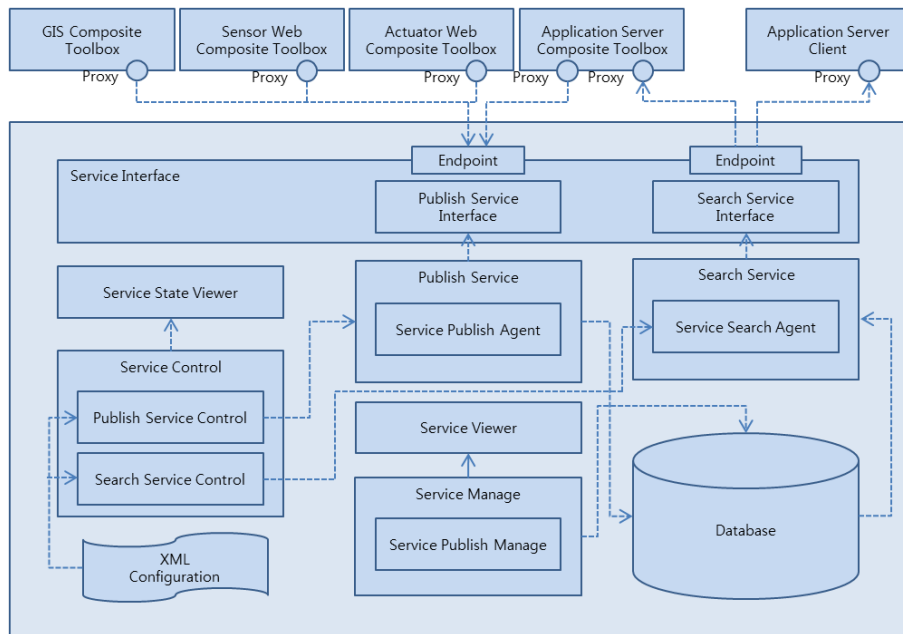 GIS Composite
Toolbox
Sensor Web
Composite Toolbox
Actuator Web
Composite Toolbox
Application Server
Composite Toolbox
Application Server
Client
Proxy
Proxy
Proxy
Proxy
Proxy
Proxy
Endpoint
Endpoint
Service Interface
Publish Service
Interface
Search Service
Interface
Service State Viewer
Publish Service
Service Publish Agent
Search Service
Service Search Agent
Service Control
Publish Service Control
Search Service Control
Service Viewer
Service Manage
Service Publish Manage
Database
XML
Configuration